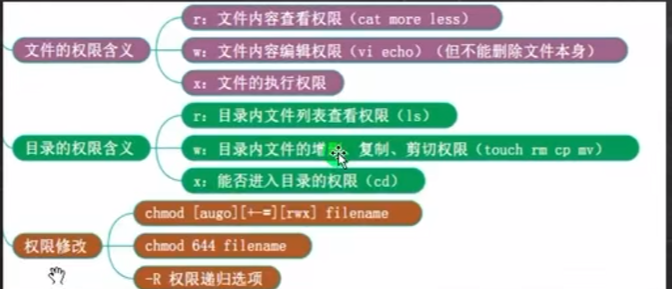 文件的权限含义
r：文件内容查看权限（cat more less）
w：文件内容编辑权限（vi echo）（但不能删除文件本身）
x：文件的执行权限
目录的权限含义
r：目录内文件列表查看权限（ls）
w：目录内文件的增 复制、剪切权限（touch rm cp mv）
x：能否进入目录的权限（cd）
权限修改
chmod [augo][+-=][rwx] filename
chmod 644 filename
-R 权限递归选项